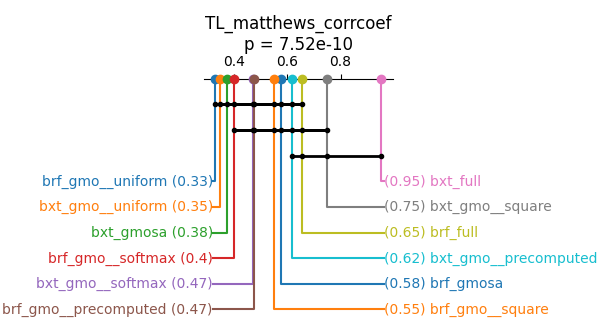 TL_matthews_corrcoef
p = 7.52e-10
0.4 0.6 0.8
brf_gmo__uniform (0.33) (0.95) bxt_full
bxt_gmo__uniform (0.35) (0.75) bxt_gmo__square
bxt_gmosa (0.38) (0.65) brf_full
brf_gmo__softmax (0.4) (0.62) bxt_gmo__precomputed
bxt_gmo__softmax (0.47) (0.58) brf_gmosa
brf_gmo__precomputed (0.47) (0.55) brf_gmo__square